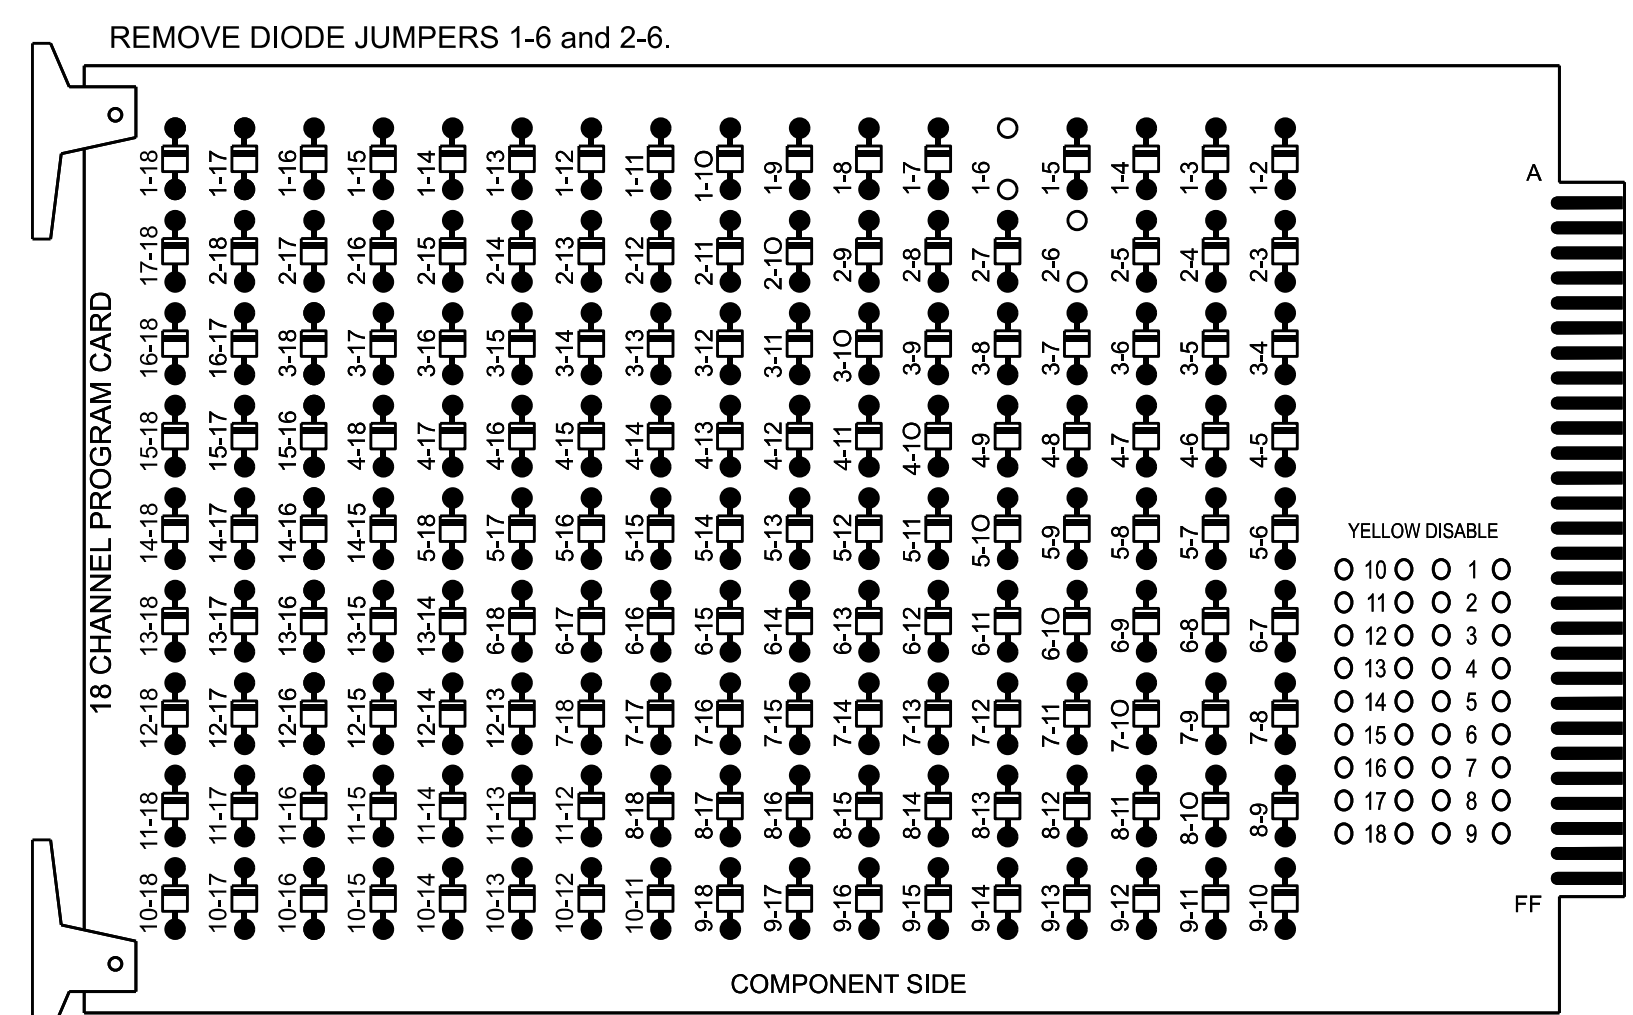 REMOVE DIODE JUMPERS 1-6 and 2-6.
1-18 1-17 1-16 1-15 1-14 1-13 1-12 1-11 1-10 1-9 1-8 1-7 1-6 1-5 1-4 1-3 1-2
A
17-18 2-18 2-17 2-16 2-15 2-14 2-13 2-12 2-11 2-10 2-9 2-8 2-7 2-6 2-5 2-4 2-3
16-18 16-17 3-18 3-17 3-16 3-15 3-14 3-13 3-12 3-11 3-10 3-9 3-8 3-7 3-6 3-5 3-4
15-18 15-17 15-16 4-18 4-17 4-16 4-15 4-14 4-13 4-12 4-11 4-10 4-9 4-8 4-7 4-6 4-5
18 CHANNEL PROGRAM CARD
14-18 14-17 14-16 14-15 5-18 5-17 5-16 5-15 5-14 5-13 5-12 5-11 5-10 5-9 5-8 5-7 5-6
13-18 13-17 13-16 13-15 13-14 6-18 6-17 6-16 6-15 6-14 6-13 6-12 6-11 6-10 6-9 6-8 6-7
12-18 12-17 12-16 12-15 12-14 12-13 7-18 7-17 7-16 7-15 7-14 7-13 7-12 7-11 7-10 7-9 7-8
11-18 11-17 11-16 11-15 11-14 11-13 11-12 8-18 8-17 8-16 8-15 8-14 8-13 8-12 8-11 8-10 8-9
10-18 10-17 10-16 10-15 10-14 10-13 10-12 10-11 9-18 9-17 9-16 9-15 9-14 9-13 9-12 9-11 9-10
YELLOW DISABLE
10 1
11 2
12 3
13 4
14 5
15 6
16 7
17 8
18 9
FF
COMPONENT SIDE